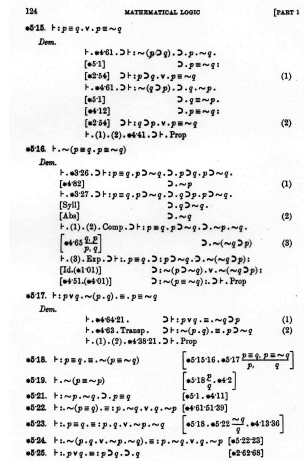 124 MATHEMATICAL LOGIC [PART I
∗5·15. ⊢: p ≡ q . ∨ . p ≡ ∼q
Dem.
⊢ . ∗4·61 . ⊃ ⊢ : ∼(p ⊃ q) . ⊃ . p . ∼q .
[∗5·1] ⊃ . p ≡ ∼q :
[∗2·54] ⊃ ⊢ : p ⊃ q . ∨ . p ≡ ∼q (1)
⊢ . ∗4·61 . ⊃ ⊢ : ∼(q ⊃ p) . ⊃ . q . ∼p .
[∗5·1] ⊃ . q ≡ ∼p .
[∗4·12] ⊃ . p ≡ ∼q :
[∗2·54] ⊃ ⊢ : q ⊃ p . ∨ . p ≡ ∼q (2)
⊢ . (1) . (2) . ∗4·41 . ⊃ ⊢ . Prop
∗5·16. ⊢ . ∼(p ≡ q . p ≡ ∼q)
Dem.
⊢ . ∗3·26 . ⊃ ⊢ : p ≡ q . p ⊃ ∼q . ⊃ . p ⊃ q . p ⊃ ∼q .
[∗4·82] ⊃ . ∼p (1)
⊢ . ∗3·27 . ⊃ ⊢ : p ≡ q . p ⊃ ∼q . ⊃ . q ⊃ p . p ⊃ ∼q .
[Syll] ⊃ . q ⊃ ∼q .
[Abs] ⊃ . ∼q (2)
⊢ . (1) . (2) . Comp . ⊃ ⊢ : p ≡ q . p ⊃ ∼q . ⊃ . ∼p . ∼q .
[∗4·65 q, p / p, q] ⊃ . ∼(∼q ⊃ p) (3)
⊢ . (3) . Exp . ⊃ ⊢ :. p ≡ q . ⊃ : p ⊃ ∼q . ⊃ . ∼(∼q ⊃ p) :
[Id.(∗1·01)] ⊃ : ∼(p ⊃ ∼q) . ∨ . ∼(∼q ⊃ p) :
[∗4·51.(∗4·01)] ⊃ : ∼(p ≡ ∼q) :. ⊃ ⊢ . Prop
∗5·17. ⊢ : p ∨ q . ∼(p . q) . ≡ . p ≡ ∼q
Dem.
⊢ . ∗4·64·21 . ⊃ ⊢ : p ∨ q . ≡ . ∼q ⊃ p (1)
⊢ . ∗4·63 . Transp . ⊃ ⊢ : ∼(p . q) . ≡ . p ⊃ ∼q (2)
⊢ . (1) . (2) . ∗4·38·21 . ⊃ ⊢ . Prop
∗5·18. ⊢ : p ≡ q . ≡ . ∼(p ≡ ∼q) [∗5·15·16 . ∗5·17 p ≡ q, p ≡ ∼q / p, q]
∗5·19. ⊢ . ∼(p ≡ ∼p) [∗5·18 p/q . ∗4·2]
∗5·21. ⊢ : ∼p . ∼q . ⊃ . p ≡ q [∗5·1 . ∗4·11]
∗5·22. ⊢ :. ∼(p ≡ q) . ≡ : p . ∼q . ∨ . q . ∼p [∗4·61·51·39]
∗5·23. ⊢ :. p ≡ q . ≡ : p . q . ∨ . ∼p . ∼q [∗5·18 . ∗5·22 ∼q/q . ∗4·13·36]
∗5·24. ⊢ :. ∼(p . q . ∨ . ∼p . ∼q) . ≡ : p . ∼q . ∨ . q . ∼p [∗5·22·23]
∗5·25. ⊢ :. p ∨ q . ≡ : p ⊃ q . ⊃ . q [∗2·62·68]